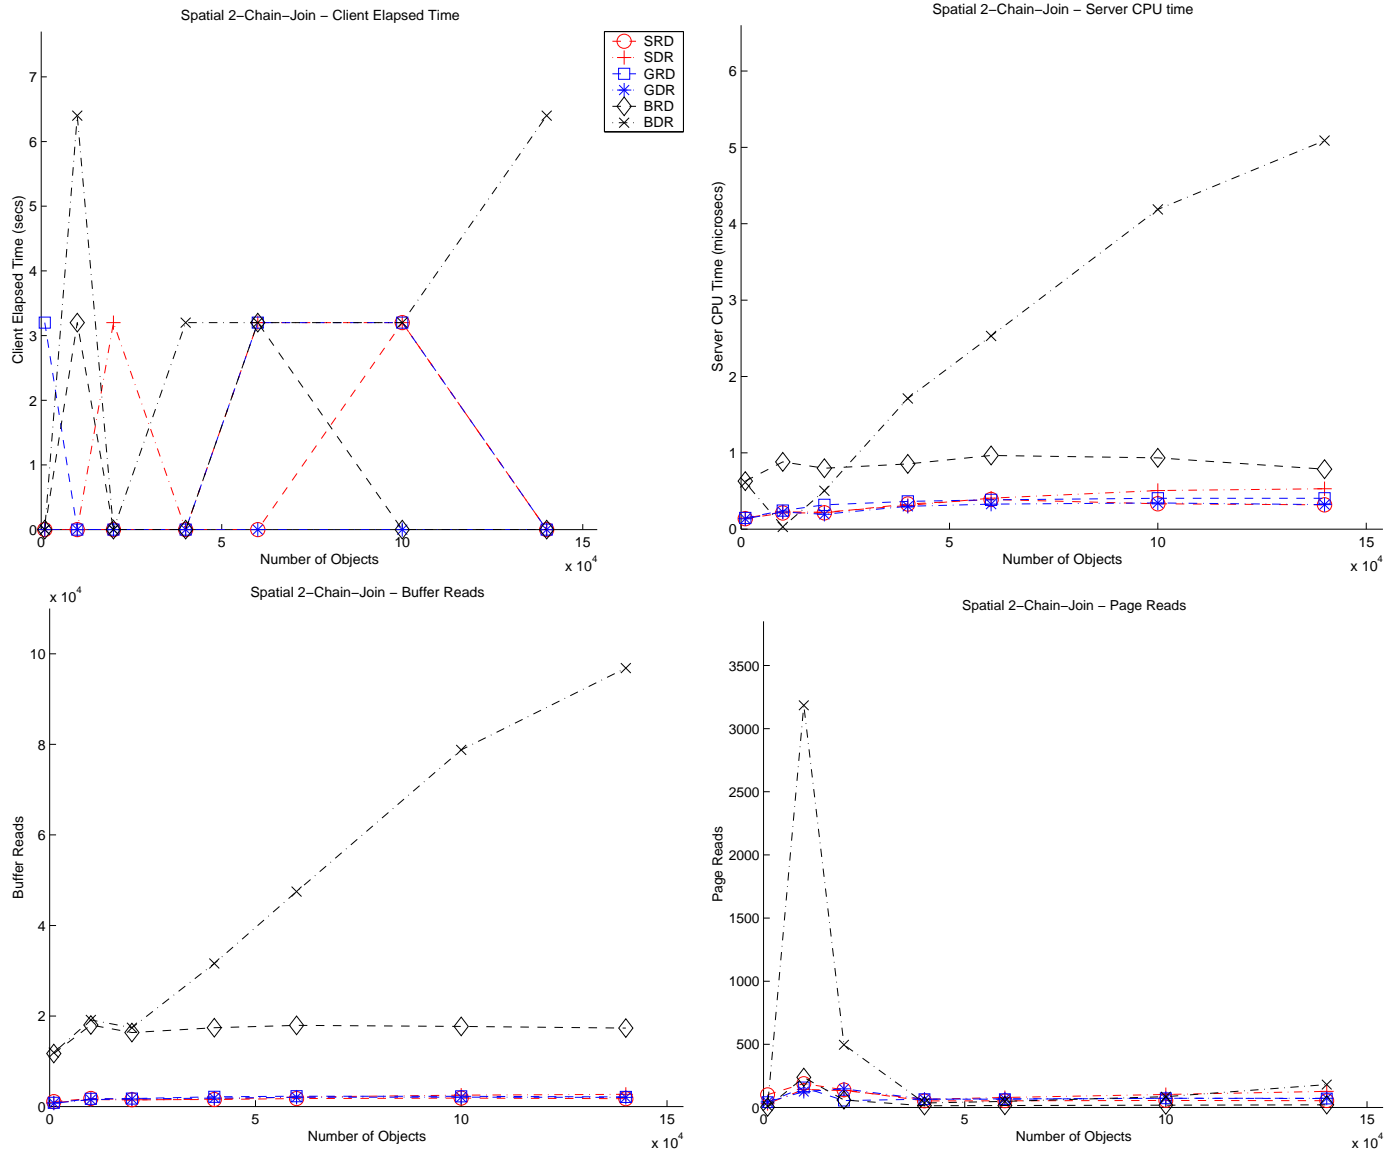 Spatial 2−Chain−Join − Client Elapsed Time
7
6
5
4
3
2
1
0
Client Elapsed Time (secs)
0
5
10
15
x 10^4
Number of Objects
SRD
SDR
GRD
GDR
BRD
BDR
Spatial 2−Chain−Join − Server CPU time
6
5
4
3
2
1
0
Server CPU Time (microsecs)
0
5
10
15
x 10^4
Number of Objects
Spatial 2−Chain−Join − Buffer Reads
x 10^4
10
8
6
4
2
0
Buffer Reads
0
5
10
15
x 10^4
Number of Objects
Spatial 2−Chain−Join − Page Reads
3500
3000
2500
2000
1500
1000
500
0
Page Reads
0
5
10
15
x 10^4
Number of Objects